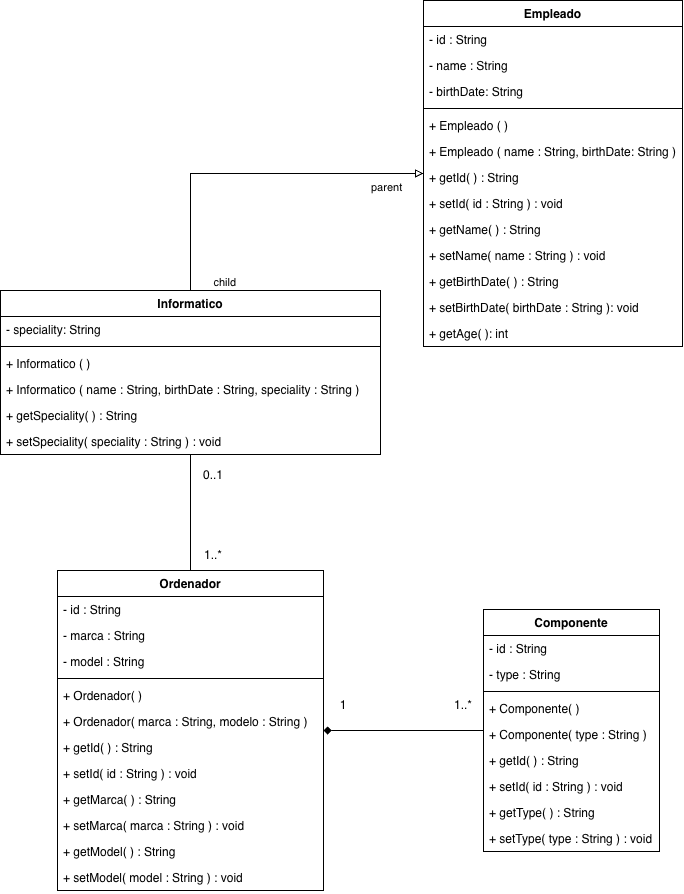 Empleado
- id : String
- name : String
- birthDate: String
+ Empleado ( )
+ Empleado ( name : String, birthDate: String )
+ getId( ) : String
+ setId( id : String ) : void
+ getName( ) : String
+ setName( name : String ) : void
+ getBirthDate( ) : String
+ setBirthDate( birthDate : String ): void
+ getAge( ): int
parent
child
Informatico
- speciality: String
+ Informatico ( )
+ Informatico ( name : String, birthDate : String, speciality : String )
+ getSpeciality( ) : String
+ setSpeciality( speciality : String ) : void
0..1
1..*
Ordenador
- id : String
- marca : String
- model : String
+ Ordenador( )
+ Ordenador( marca : String, modelo : String )
+ getId( ) : String
+ setId( id : String ) : void
+ getMarca( ) : String
+ setMarca( marca : String ) : void
+ getModel( ) : String
+ setModel( model : String ) : void
1
1..*
Componente
- id : String
- type : String
+ Componente( )
+ Componente( type : String )
+ getId( ) : String
+ setId( id : String ) : void
+ getType( ) : String
+ setType( type : String ) : void